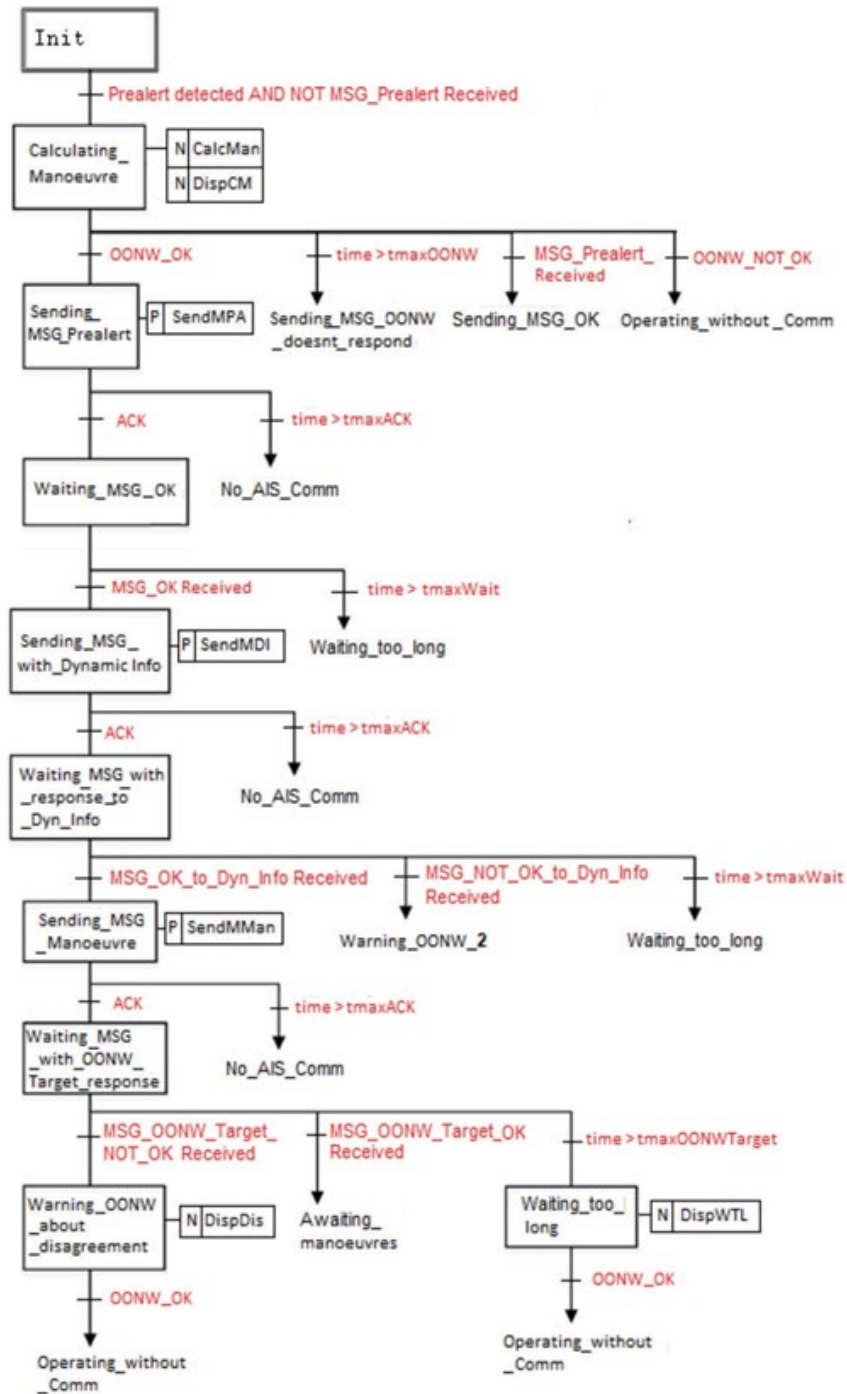 Init
Prealert detected AND NOT MSG_Prealert Received
Calculating_
Manoeuvre
N CalcMan
N DispCM
OONW_OK
time > tmaxOONW
MSG_Prealert_
Received
OONW_NOT_OK
Sending_
MSG_Prealert
P SendMPA
Sending_MSG_OONW
_doesnt_respond
Sending_MSG_OK
Operating_without _Comm
ACK
time > tmaxACK
Waiting_MSG_OK
No_AIS_Comm
MSG_OK Received
time > tmaxWait
Sending_MSG_
with_Dynamic Info
P SendMDI
Waiting_too_long
ACK
time > tmaxACK
Waiting_MSG_with
_response_to
_Dyn_Info
No_AIS_Comm
MSG_OK_to_Dyn_Info Received
MSG_NOT_OK_to_Dyn_Info
Received
time > tmaxWait
Sending_MSG
_Manoeuvre
P SendMMan
Warning_OONW_2
Waiting_too_long
ACK
time > tmaxACK
Waiting_MSG
_with_OONW_
Target_response
No_AIS_Comm
MSG_OONW_Target_
NOT_OK Received
MSG_OONW_Target_OK
Received
time > tmaxOONWTarget
Warning_OONW
_about
_disagreement
N DispDis
Awaiting_
manoeuvres
Waiting_too_
long
N DispWTL
OONW_OK
OONW_OK
Operating_without
_Comm
Operating_without
_Comm